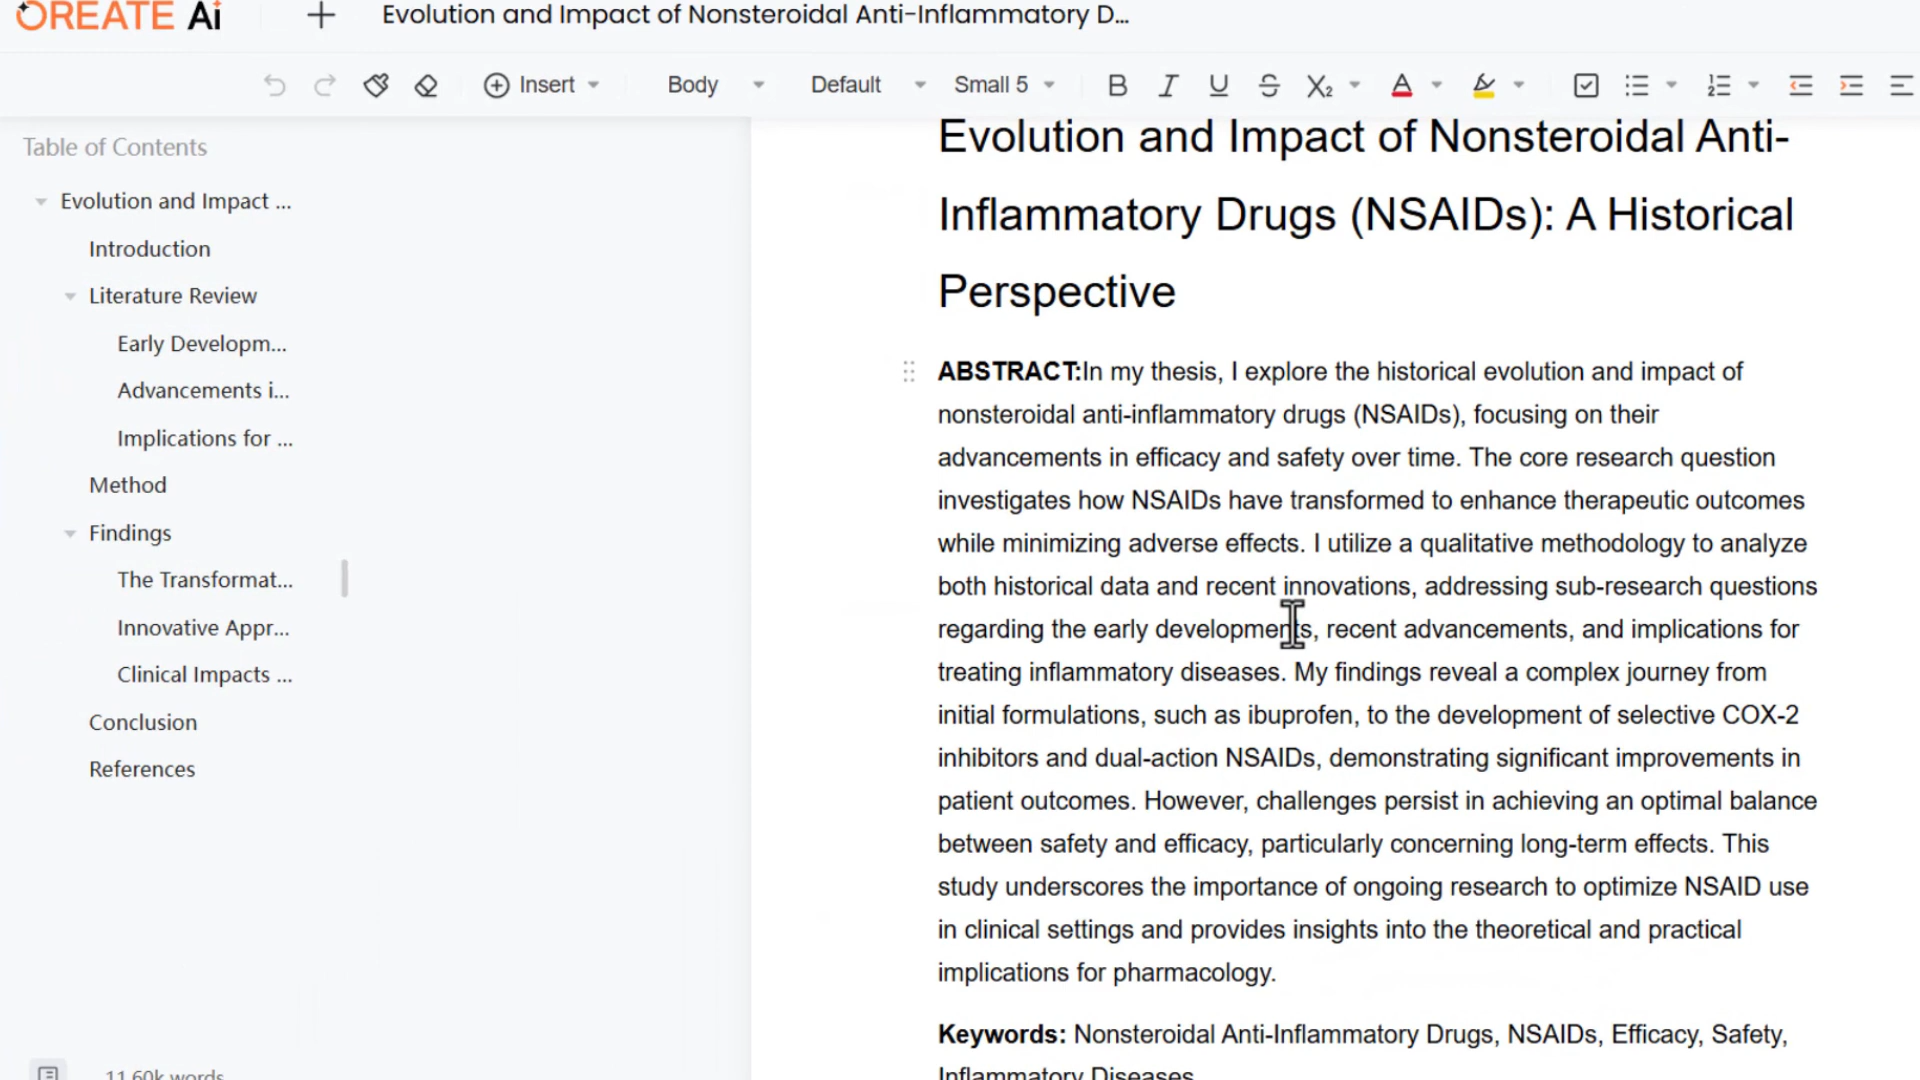 OREATE Ai
Evolution and Impact of Nonsteroidal Anti-Inflammatory D...
Insert
Body
Default
Small 5
Table of Contents
Evolution and Impact ...
Introduction
Literature Review
Early Developm...
Advancements i...
Implications for ...
Method
Findings
The Transformat...
Innovative Appr...
Clinical Impacts ...
Conclusion
References
11.60k words
Evolution and Impact of Nonsteroidal Anti-
Inflammatory Drugs (NSAIDs): A Historical
Perspective
ABSTRACT:In my thesis, I explore the historical evolution and impact of
nonsteroidal anti-inflammatory drugs (NSAIDs), focusing on their
advancements in efficacy and safety over time. The core research question
investigates how NSAIDs have transformed to enhance therapeutic outcomes
while minimizing adverse effects. I utilize a qualitative methodology to analyze
both historical data and recent innovations, addressing sub-research questions
regarding the early developments, recent advancements, and implications for
treating inflammatory diseases. My findings reveal a complex journey from
initial formulations, such as ibuprofen, to the development of selective COX-2
inhibitors and dual-action NSAIDs, demonstrating significant improvements in
patient outcomes. However, challenges persist in achieving an optimal balance
between safety and efficacy, particularly concerning long-term effects. This
study underscores the importance of ongoing research to optimize NSAID use
in clinical settings and provides insights into the theoretical and practical
implications for pharmacology.
Keywords: Nonsteroidal Anti-Inflammatory Drugs, NSAIDs, Efficacy, Safety,
Inflammatory Diseases